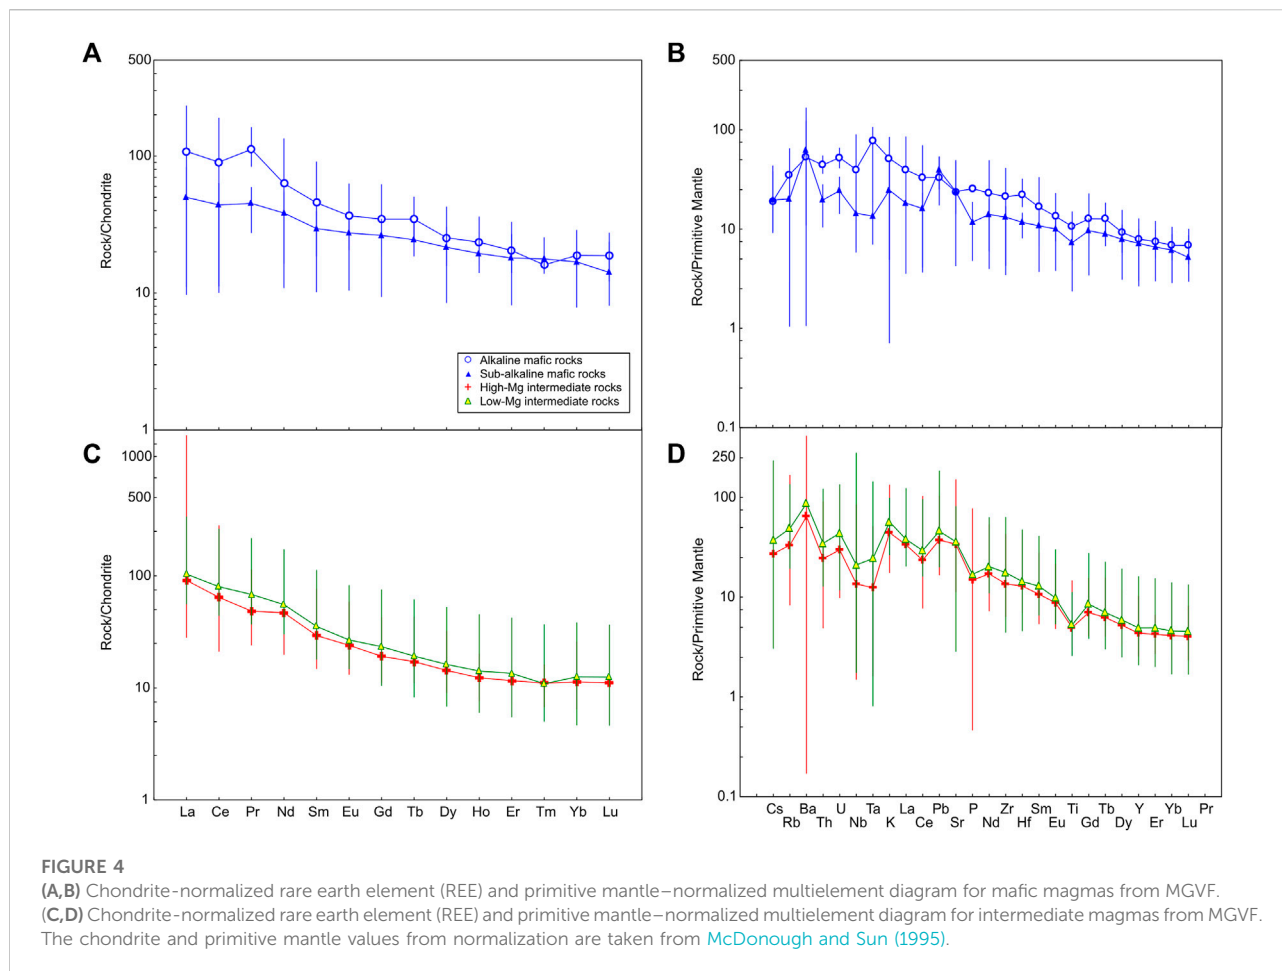 A
B
500
100
10
1
Rock/Chondrite
Alkaline mafic rocks
Sub-alkaline mafic rocks
High-Mg intermediate rocks
Low-Mg intermediate rocks
500
100
10
1
0.1
Rock/Primitive Mantle
C
D
1000
500
100
10
1
Rock/Chondrite
La Ce Pr Nd Sm Eu Gd Tb Dy Ho Er Tm Yb Lu
250
100
10
1
0.1
Rock/Primitive Mantle
Cs Ba U Ta La Pb P Zr Sm Ti Tb Y Yb Pr
Rb Th Nb K Ce Sr Nd Hf Eu Gd Dy Er Lu
FIGURE 4
(A,B) Chondrite-normalized rare earth element (REE) and primitive mantle–normalized multielement diagram for mafic magmas from MGVF.
(C,D) Chondrite-normalized rare earth element (REE) and primitive mantle–normalized multielement diagram for intermediate magmas from MGVF.
The chondrite and primitive mantle values from normalization are taken from McDonough and Sun (1995).